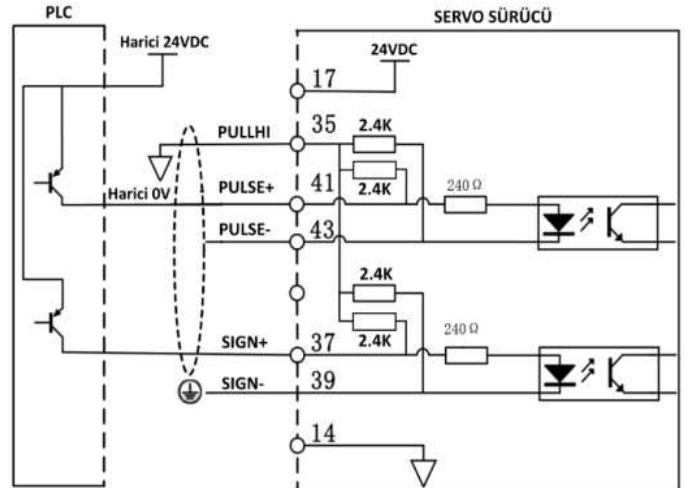 PLC
SERVO SÜRÜCÜ
Harici 24VDC
24VDC
17
PULLHI
35
2.4K
Harici 0V
PULSE+
41
2.4K
240 Ω
PULSE-
43
2.4K
SIGN+
37
2.4K
240 Ω
SIGN-
39
14